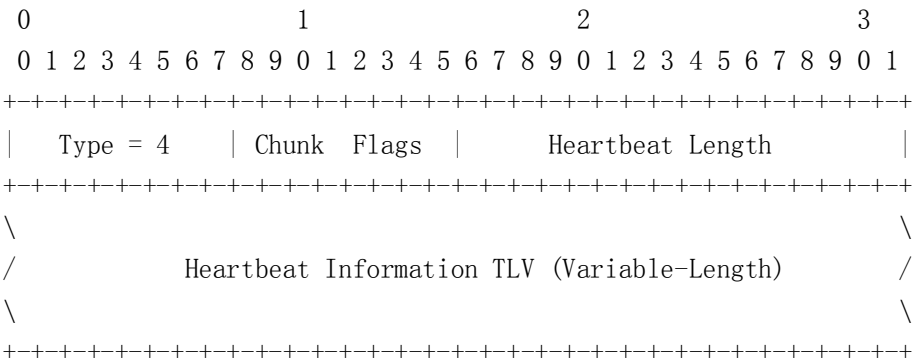 0                   1                   2                   3
0 1 2 3 4 5 6 7 8 9 0 1 2 3 4 5 6 7 8 9 0 1 2 3 4 5 6 7 8 9 0 1
+-+-+-+-+-+-+-+-+-+-+-+-+-+-+-+-+-+-+-+-+-+-+-+-+-+-+-+-+-+-+-+-+
|   Type = 4    | Chunk  Flags  |      Heartbeat Length         |
+-+-+-+-+-+-+-+-+-+-+-+-+-+-+-+-+-+-+-+-+-+-+-+-+-+-+-+-+-+-+-+-+
\                                                               \
/            Heartbeat Information TLV (Variable-Length)        /
\                                                               \
+-+-+-+-+-+-+-+-+-+-+-+-+-+-+-+-+-+-+-+-+-+-+-+-+-+-+-+-+-+-+-+-+